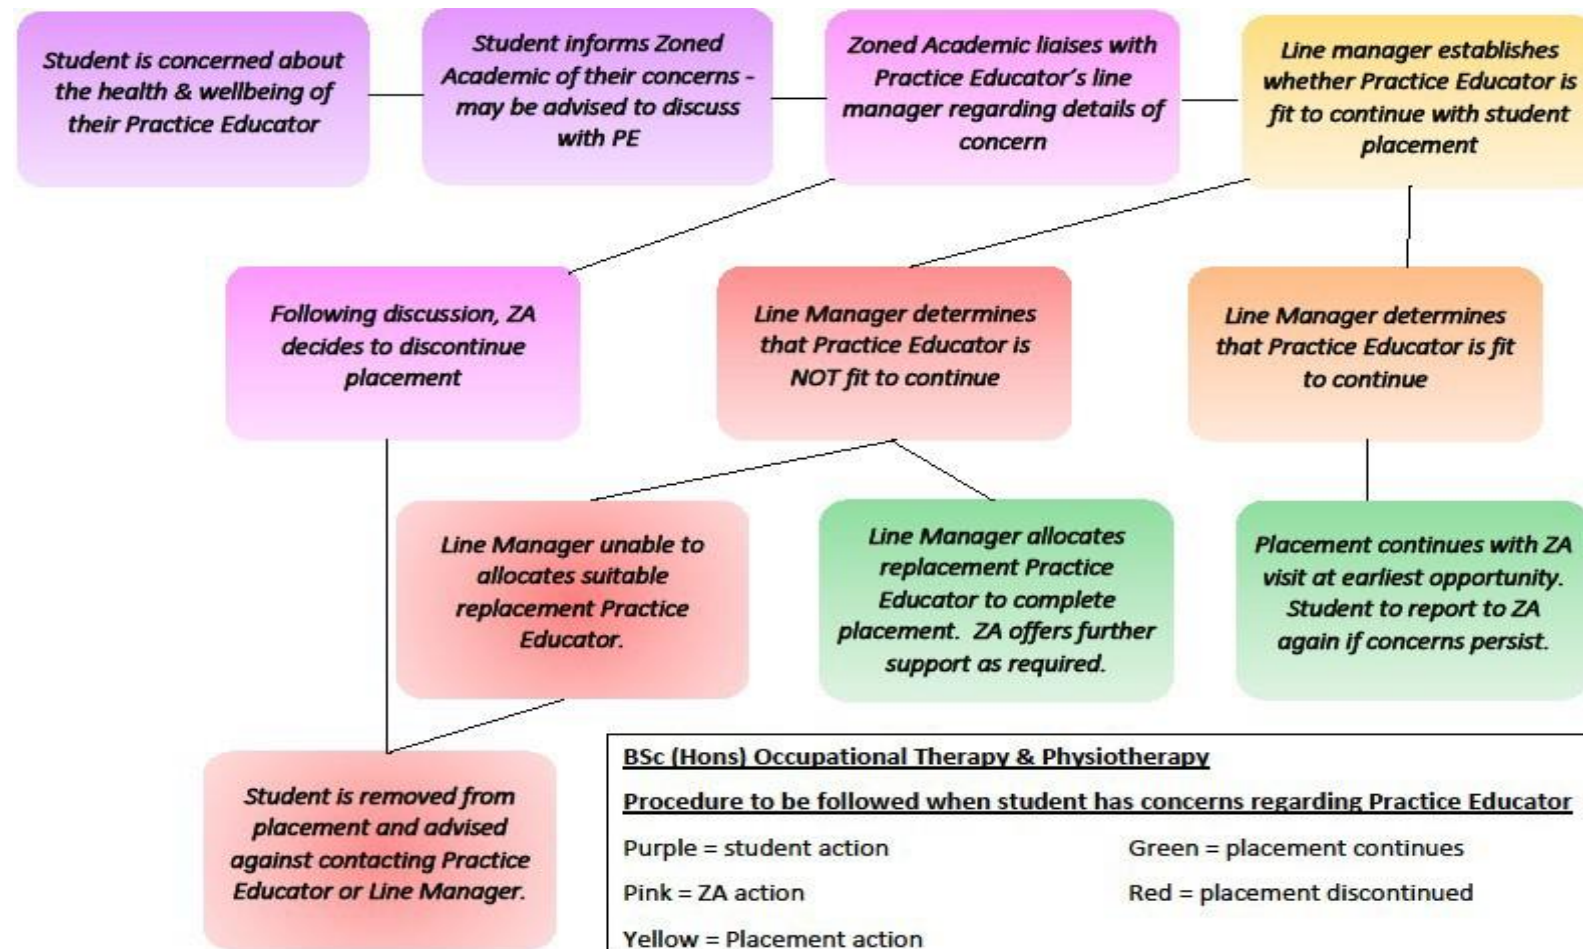 Student is concerned about
the health & wellbeing of
their Practice Educator
Student informs Zoned
Academic of their concerns -
may be advised to discuss
with PE
Zoned Academic liaises with
Practice Educator's line
manager regarding details of
concern
Line manager establishes
whether Practice Educator is
fit to continue with student
placement
Following discussion, ZA
decides to discontinue
placement
Line Manager determines
that Practice Educator is
NOT fit to continue
Line Manager determines
that Practice Educator is fit
to continue
Line Manager unable to
allocates suitable
replacement Practice
Educator.
Line Manager allocates
replacement Practice
Educator to complete
placement. ZA offers further
support as required.
Placement continues with ZA
visit at earliest opportunity.
Student to report to ZA
again if concerns persist.
Student is removed from
placement and advised
against contacting Practice
Educator or Line Manager.
BSc (Hons) Occupational Therapy & Physiotherapy
Procedure to be followed when student has concerns regarding Practice Educator
Purple = student action
Green = placement continues
Pink = ZA action
Red = placement discontinued
Yellow = Placement action